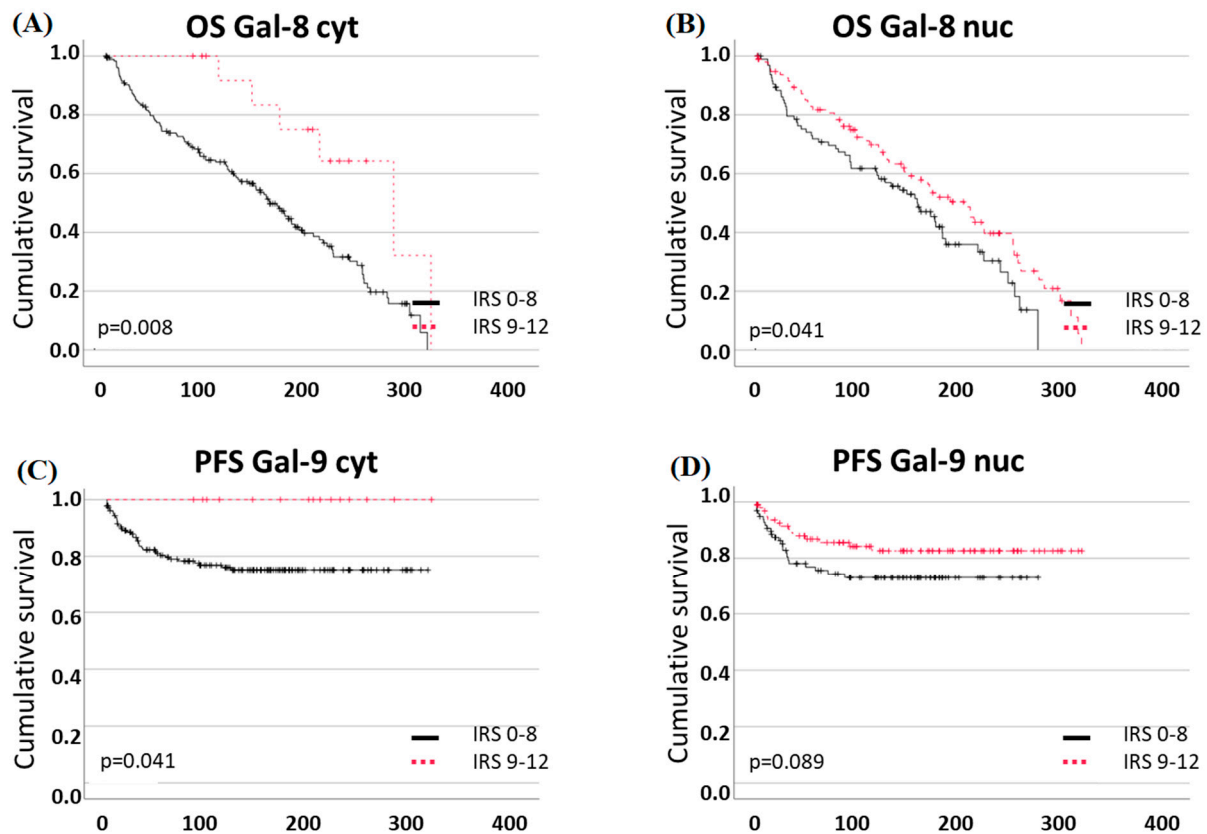 (A)
OS Gal-8 cyt
Cumulative survival
1.0
0.8
0.6
0.4
0.2
0.0
IRS 0-8
IRS 9-12
p=0.008
0 100 200 300 400
(B)
OS Gal-8 nuc
Cumulative survival
1.0
0.8
0.6
0.4
0.2
0.0
IRS 0-8
IRS 9-12
p=0.041
0 100 200 300 400
(C)
PFS Gal-9 cyt
Cumulative survival
1.0
0.8
0.6
0.4
0.2
0.0
IRS 0-8
IRS 9-12
p=0.041
0 100 200 300 400
(D)
PFS Gal-9 nuc
Cumulative survival
1.0
0.8
0.6
0.4
0.2
0.0
IRS 0-8
IRS 9-12
p=0.089
0 100 200 300 400